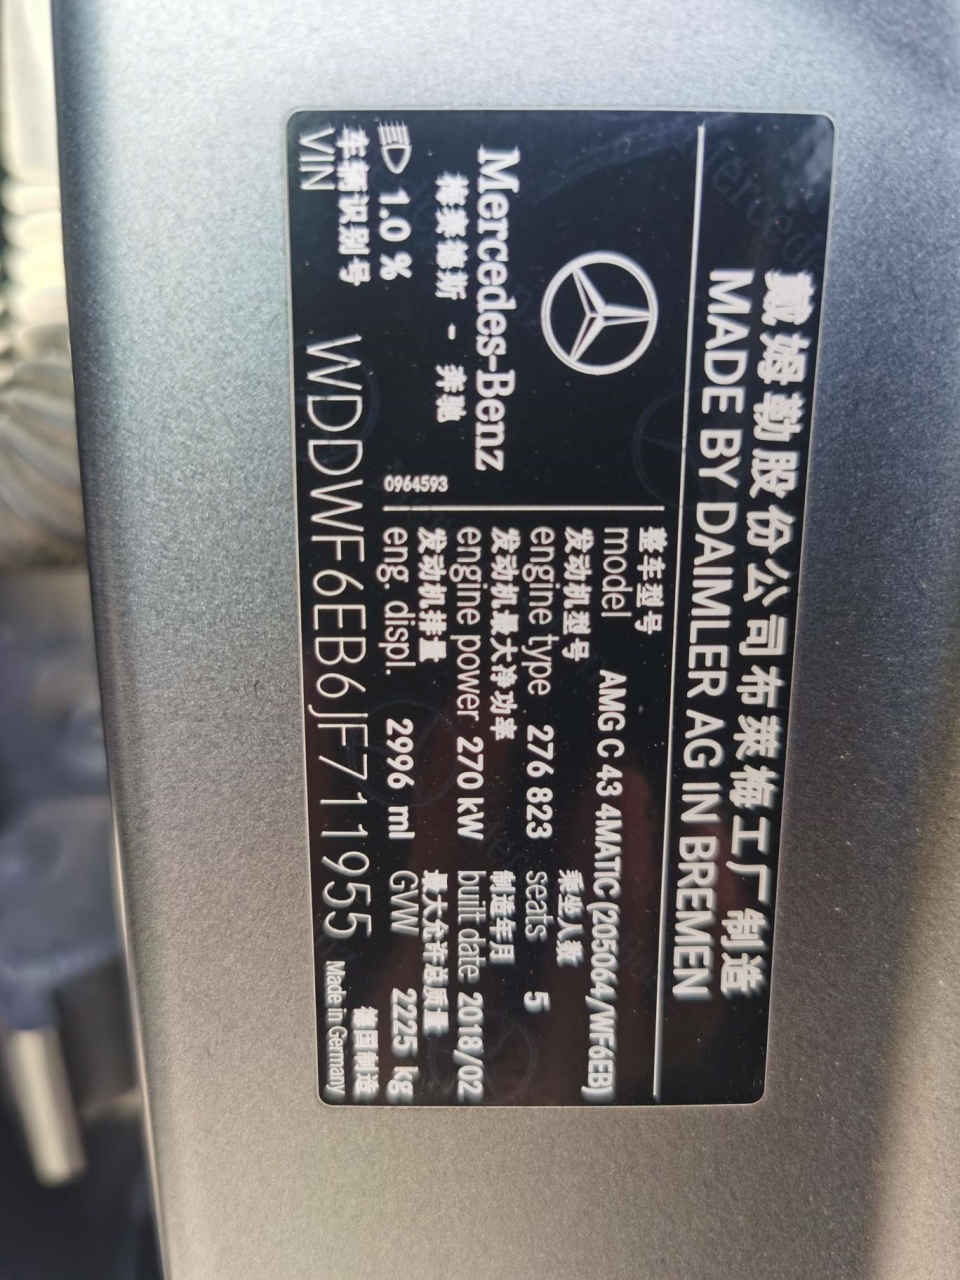 戴姆勒股份公司布莱梅工厂制造
MADE BY DAIMLER AG IN BREMEN
Mercedes-Benz
梅赛德斯 - 奔驰
1.0 %
0964593
整车型号
model AMG C 43 4MATIC (205064/WF6EB)
发动机型号 乘坐人数
engine type 276 823 seats 5
发动机最大净功率 制造年月
engine power 270 kW built date 2018/02
发动机排量 最大允许总质量
eng. displ. 2996 ml GVW 2225 kg
车辆识别号 德国制造
VIN WDDWF6EB6JF711955 Made in Germany